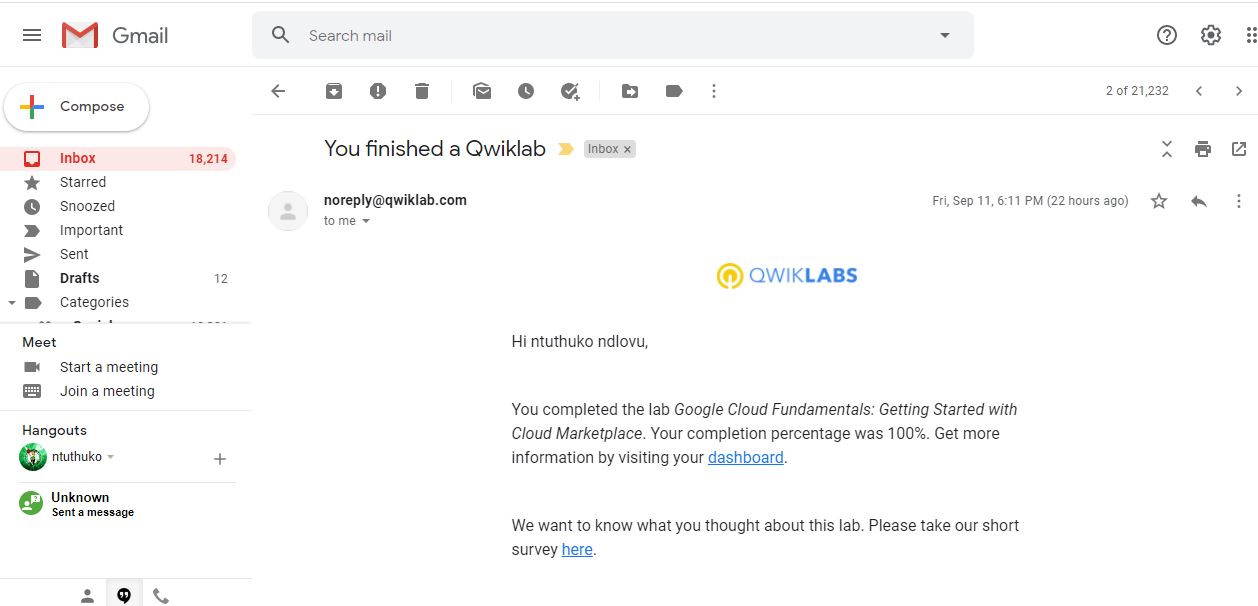 Gmail
Search mail
Compose
2 of 21,232
Inbox 18,214
Starred
Snoozed
Important
Sent
Drafts 12
Categories
Meet
Start a meeting
Join a meeting
Hangouts
ntuthuko
Unknown
Sent a message
You finished a Qwiklab Inbox x
noreply@qwiklab.com
Fri, Sep 11, 6:11 PM (22 hours ago)
to me
QWIKLABS
Hi ntuthuko ndlovu,
You completed the lab Google Cloud Fundamentals: Getting Started with
Cloud Marketplace. Your completion percentage was 100%. Get more
information by visiting your dashboard.
We want to know what you thought about this lab. Please take our short
survey here.